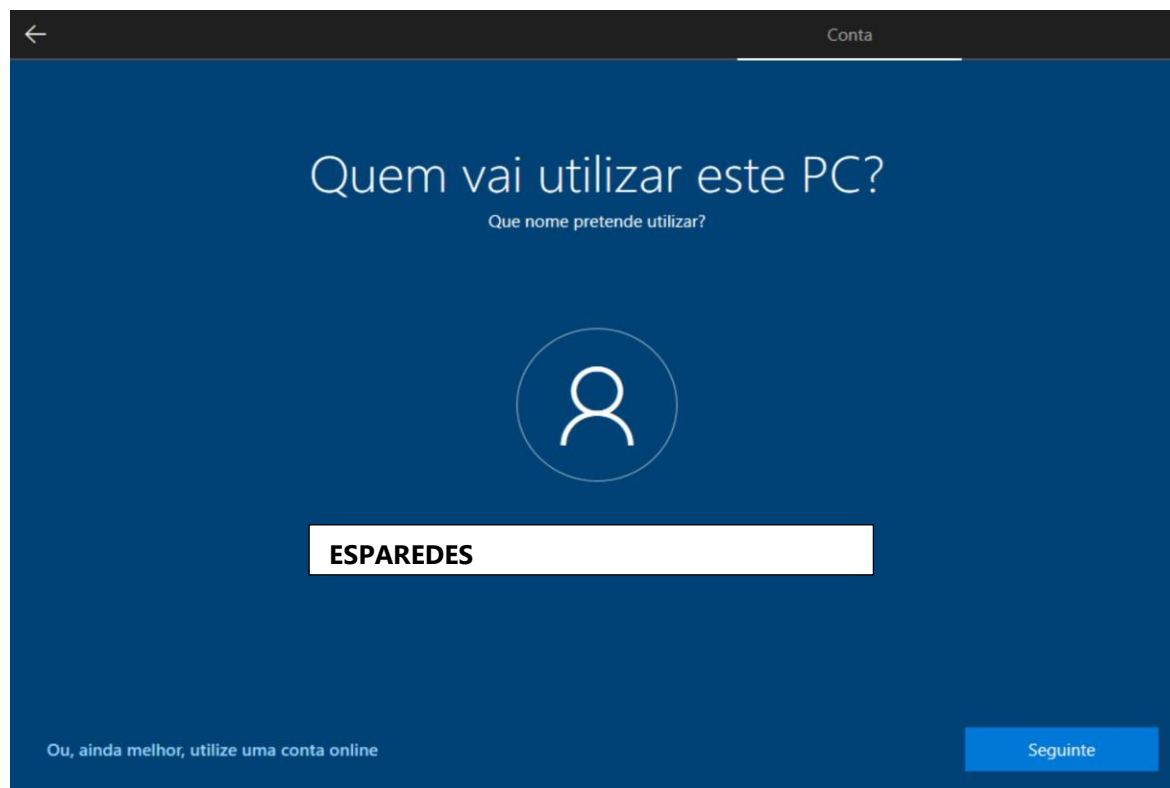 Conta
Quem vai utilizar este PC?
Que nome pretende utilizar?
ESPAREDES
Ou, ainda melhor, utilize uma conta online
Seguinte